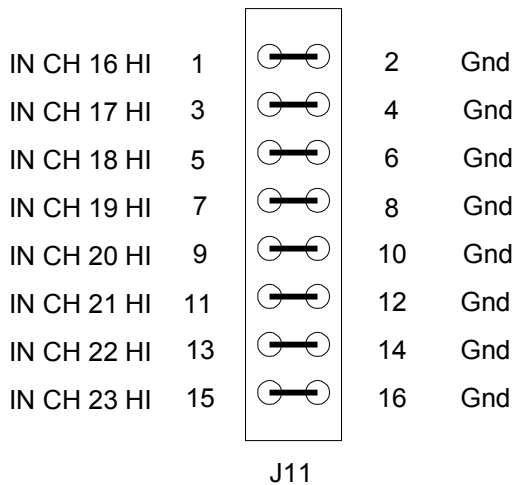 IN CH 16 HI 1 2 Gnd
IN CH 17 HI 3 4 Gnd
IN CH 18 HI 5 6 Gnd
IN CH 19 HI 7 8 Gnd
IN CH 20 HI 9 10 Gnd
IN CH 21 HI 11 12 Gnd
IN CH 22 HI 13 14 Gnd
IN CH 23 HI 15 16 Gnd
J11